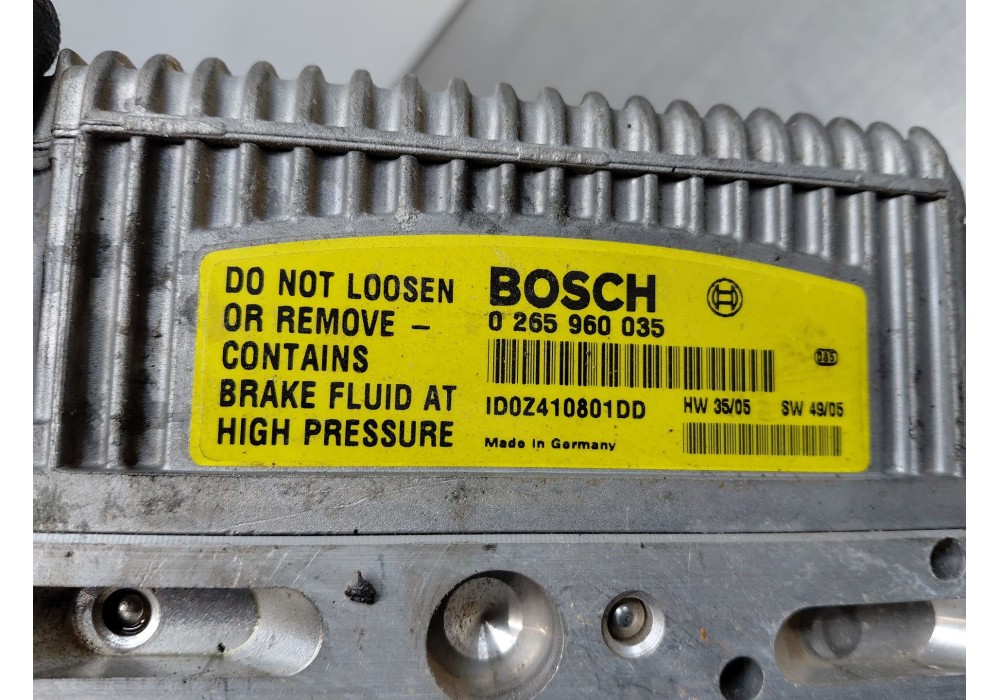 DO NOT LOOSEN
OR REMOVE –
CONTAINS
BRAKE FLUID AT
HIGH PRESSURE
BOSCH
0 265 960 035
ID0Z410801DD
HW 35/05 SW 49/05
Made in Germany